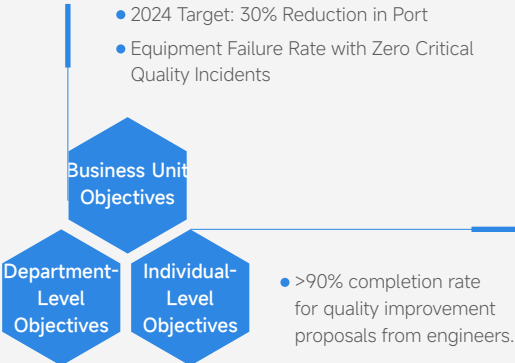 2024 Target: 30% Reduction in Port
Equipment Failure Rate with Zero Critical
Quality Incidents
Business Unit
Objectives
Department-
Level
Objectives
Individual-
Level
Objectives
>90% completion rate
for quality improvement
proposals from engineers.